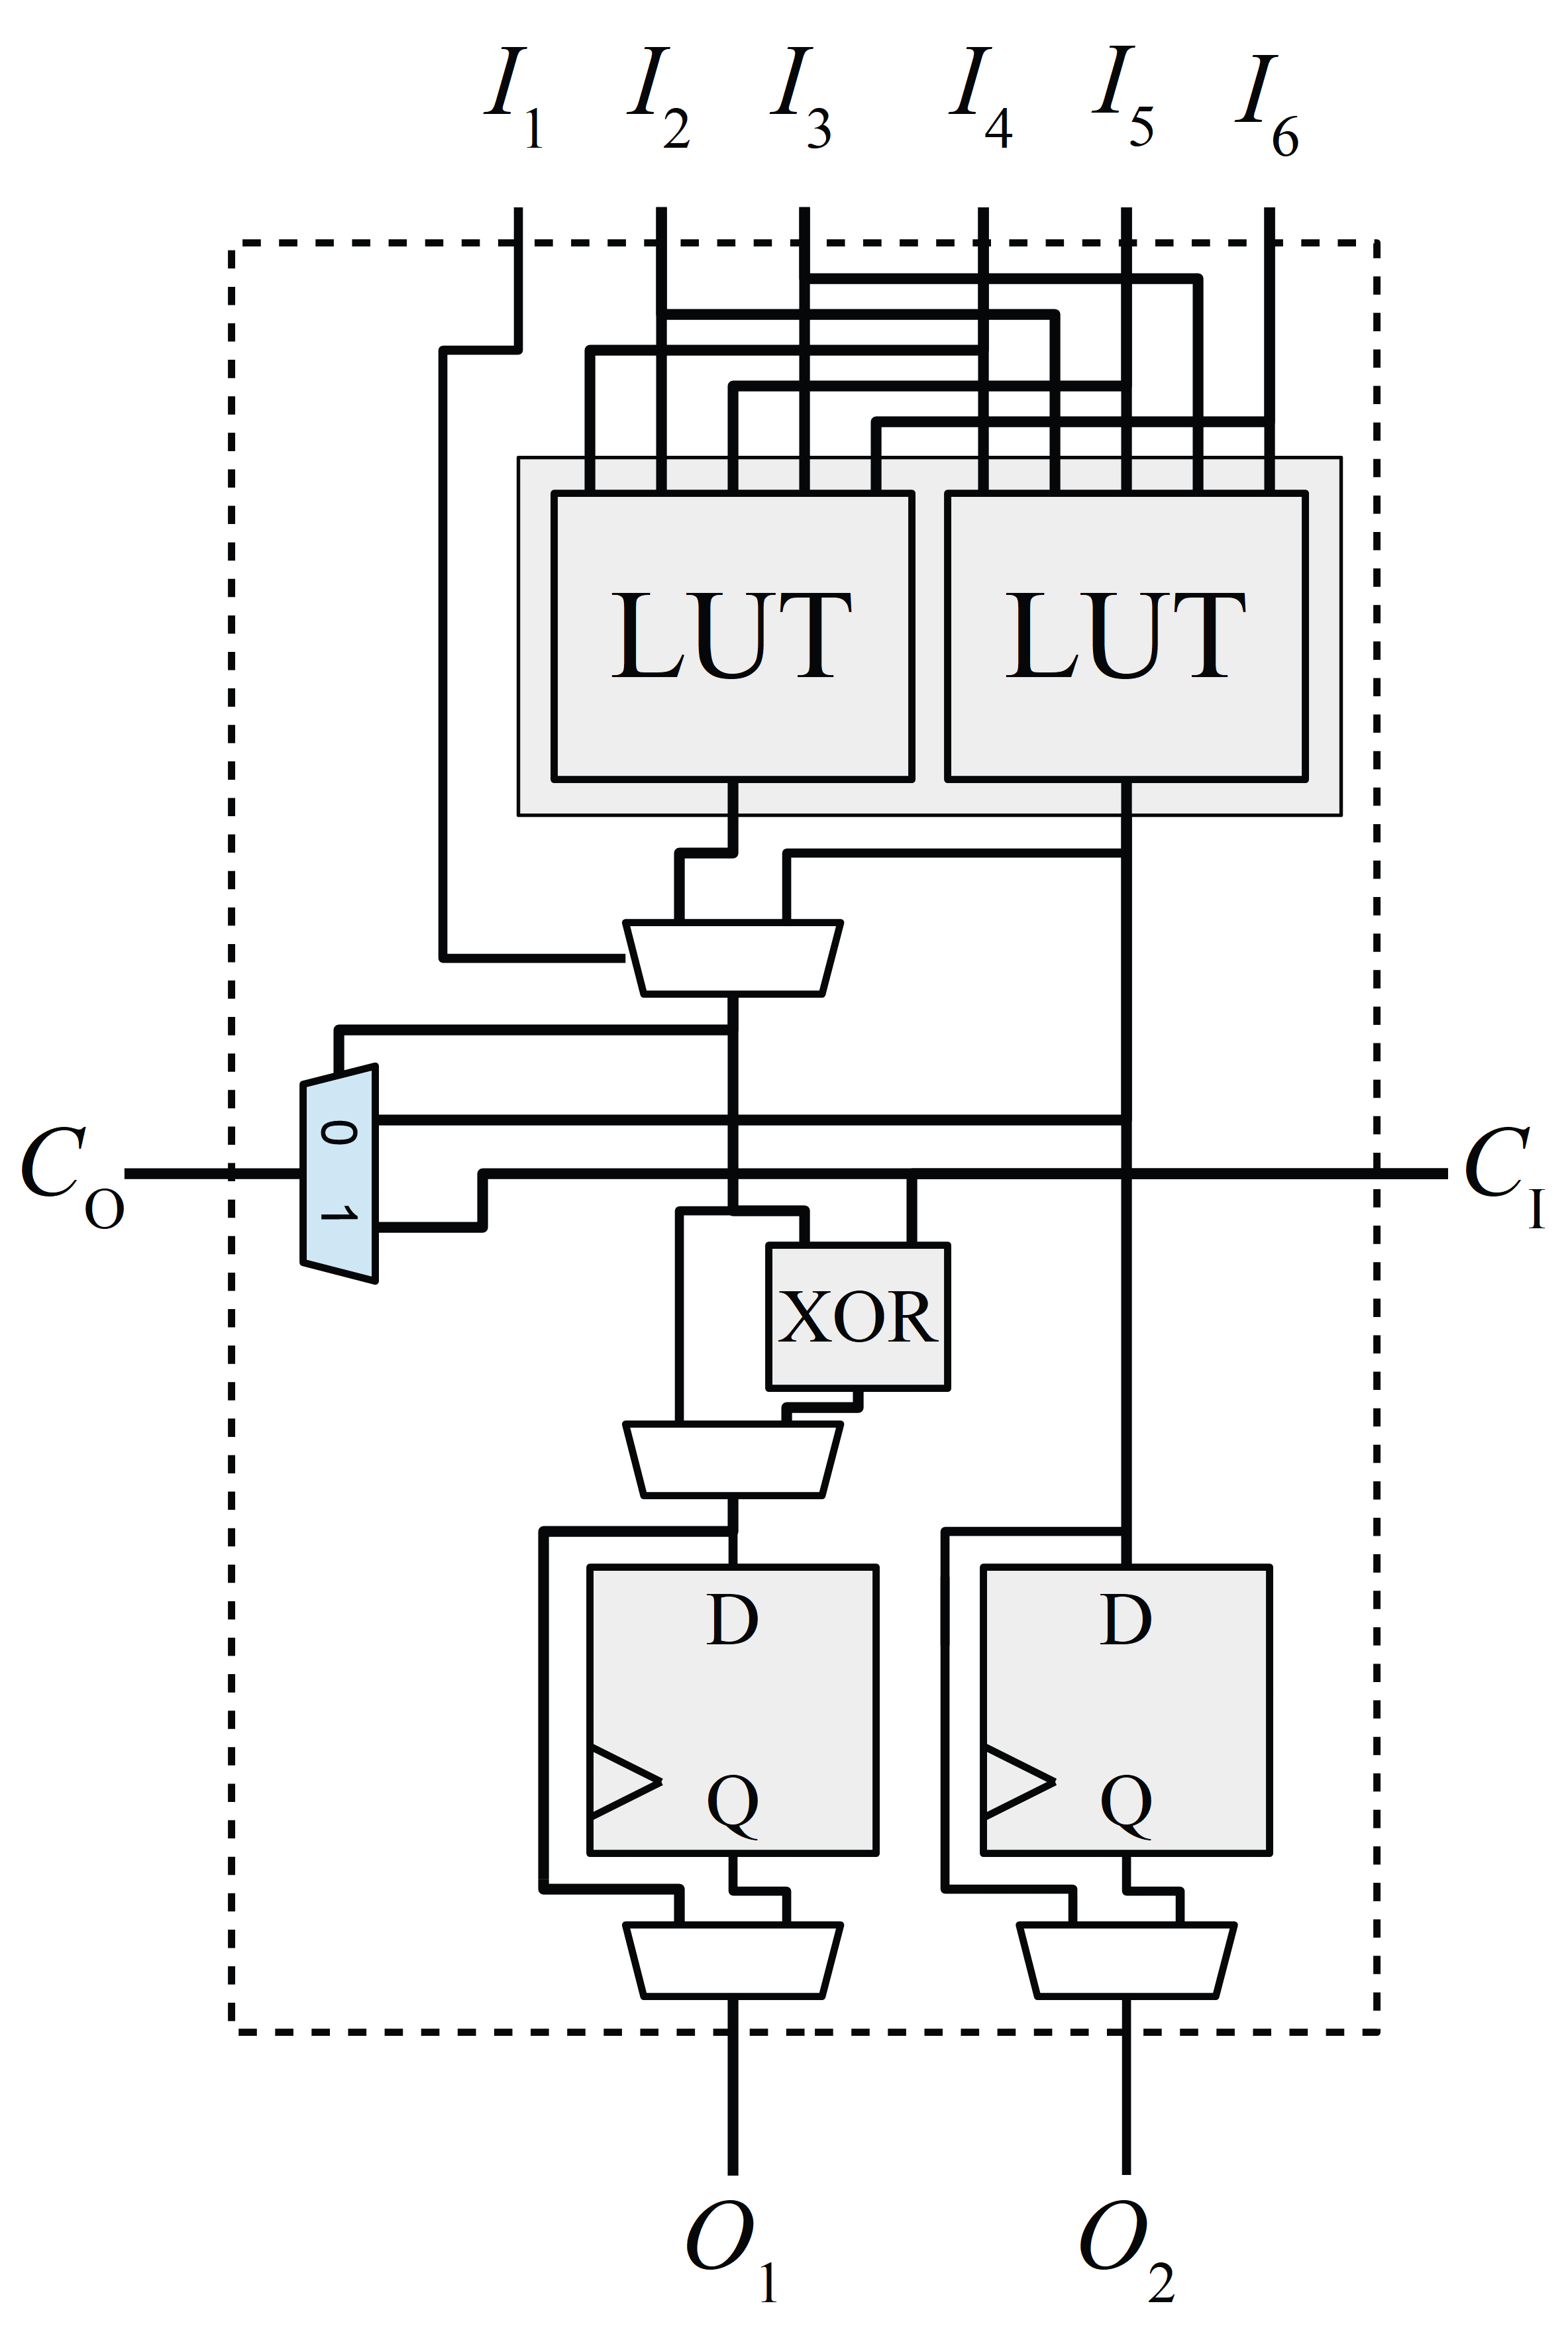 I1 I2 I3 I4 I5 I6
LUT LUT
0
CO CI
1
XOR
D D
Q Q
O1 O2